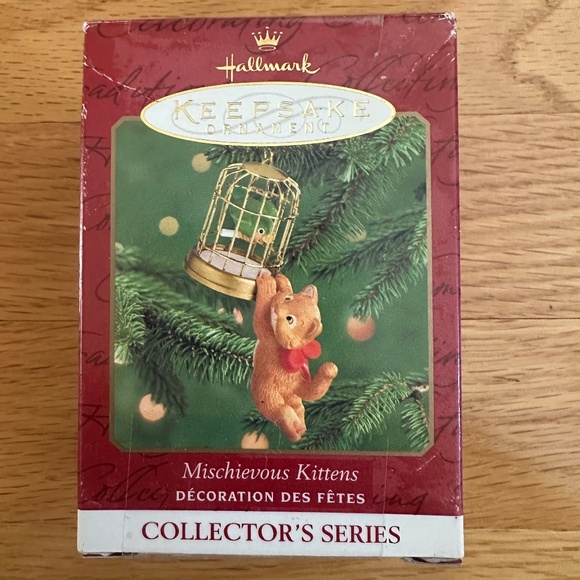 Hallmark
KEEPSAKE
ORNAMENT
Mischievous Kittens
DÉCORATION DES FÊTES
COLLECTOR'S SERIES